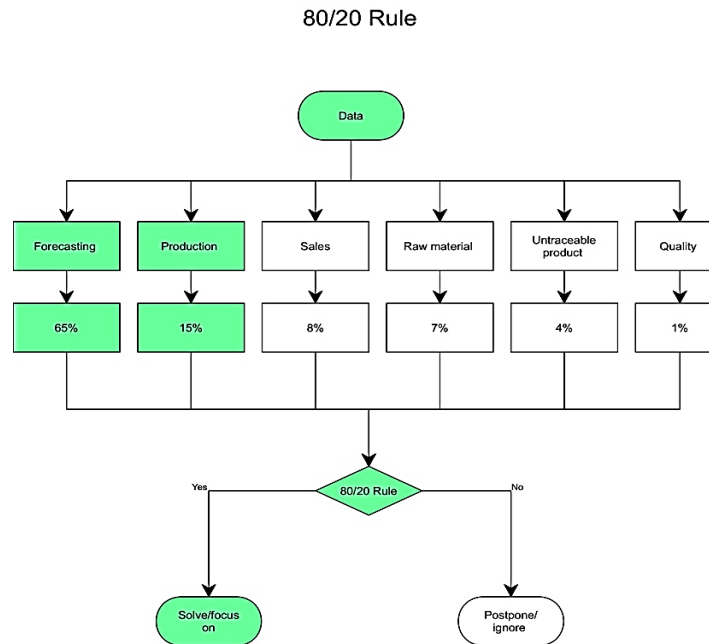 80/20 Rule
Data
Forecasting
Production
Sales
Raw material
Untraceable
product
Quality
65%
15%
8%
7%
4%
1%
80/20 Rule
Yes
No
Solve/focus
on
Postpone/
ignore